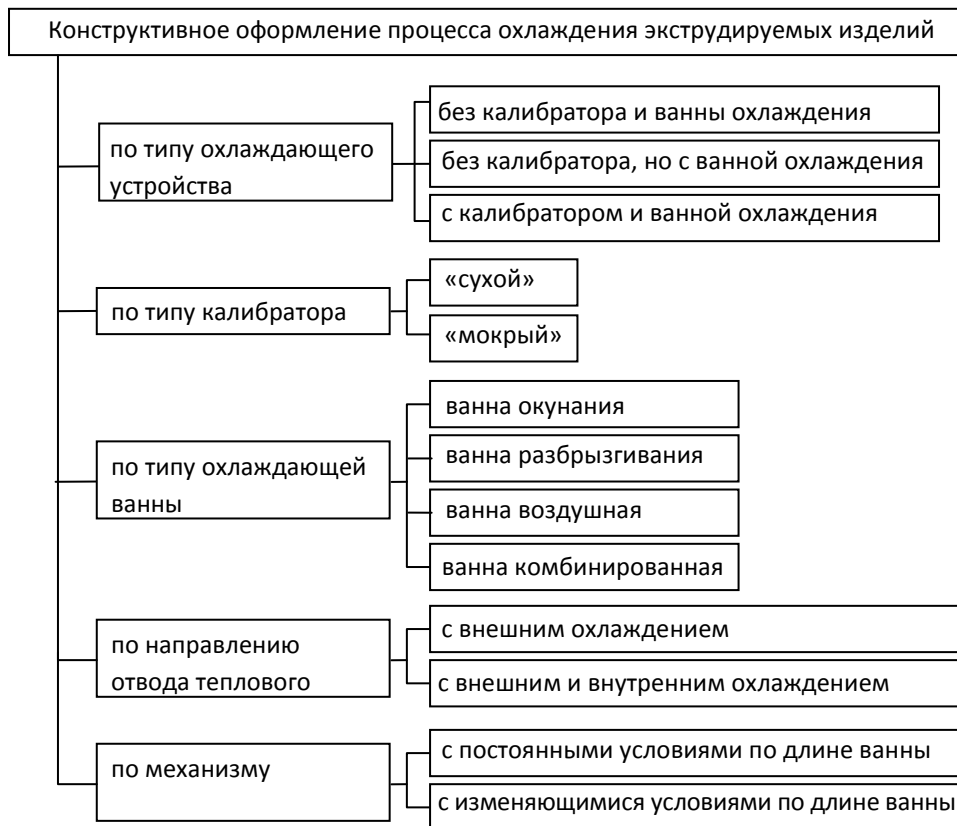 Конструктивное оформление процесса охлаждения экструдируемых изделий
по типу охлаждающего
устройства
без калибратора и ванны охлаждения
без калибратора, но с ванной охлаждения
с калибратором и ванной охлаждения
по типу калибратора
«сухой»
«мокрый»
по типу охлаждающей
ванны
ванна окунания
ванна разбрызгивания
ванна воздушная
ванна комбинированная
по направлению
отвода теплового
с внешним охлаждением
с внешним и внутренним охлаждением
по механизму
с постоянными условиями по длине ванны
с изменяющимися условиями по длине ванны